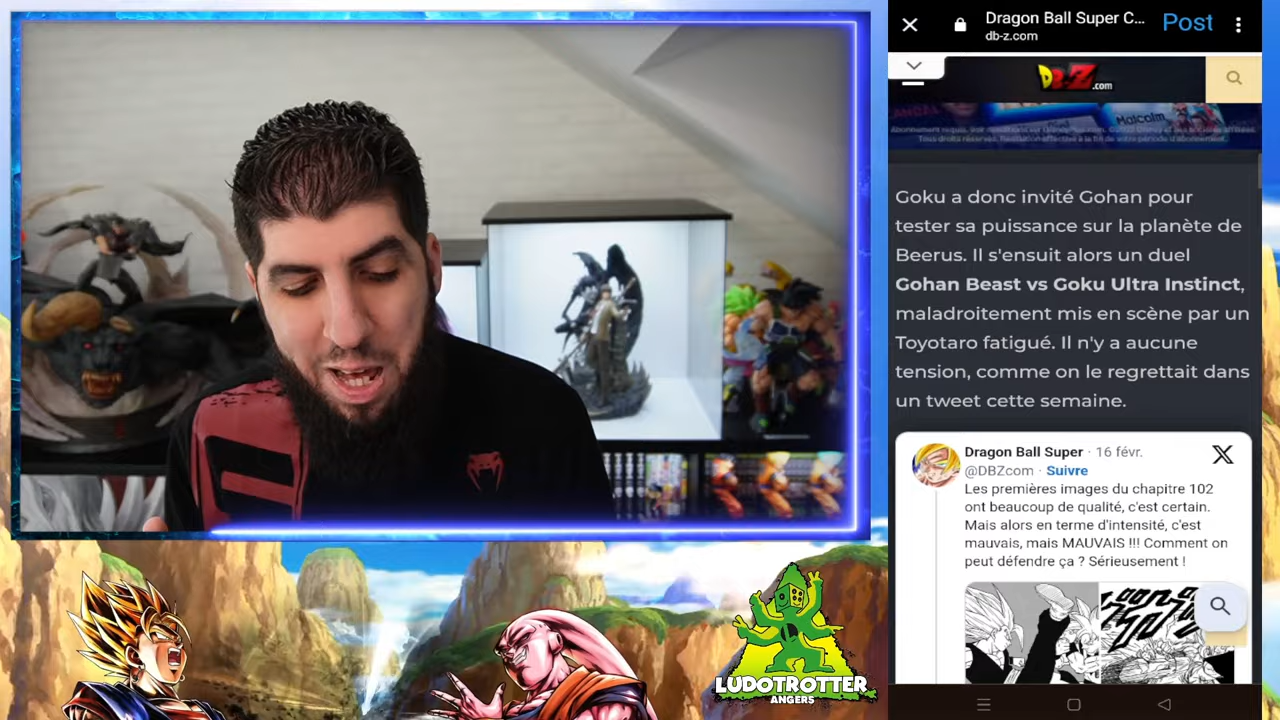 Dragon Ball Super C...
db-z.com
Post
DB-Z.com
Malcolm
Goku a donc invité Gohan pour
tester sa puissance sur la planète de
Beerus. Il s'ensuit alors un duel
Gohan Beast vs Goku Ultra Instinct,
maladroitement mis en scène par un
Toyotaro fatigué. Il n'y a aucune
tension, comme on le regrettait dans
un tweet cette semaine.
Dragon Ball Super · 16 févr.
@DBZcom · Suivre
Les premières images du chapitre 102
ont beaucoup de qualité, c'est certain.
Mais alors en terme d'intensité, c'est
mauvais, mais MAUVAIS !!! Comment on
peut défendre ça ? Sérieusement !
LUDOTROTTER
ANGERS